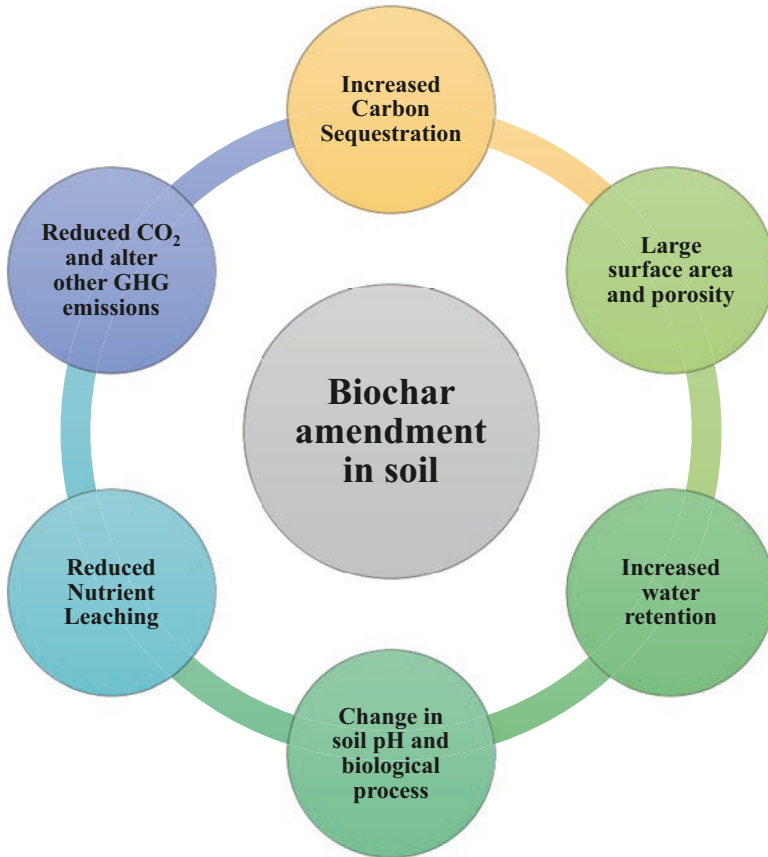 Increased
Carbon
Sequestration
Large
surface area
and porosity
Increased
water
retention
Change in
soil pH and
biological
process
Reduced
Nutrient
Leaching
Reduced CO₂
and alter
other GHG
emissions
Biochar
amendment
in soil